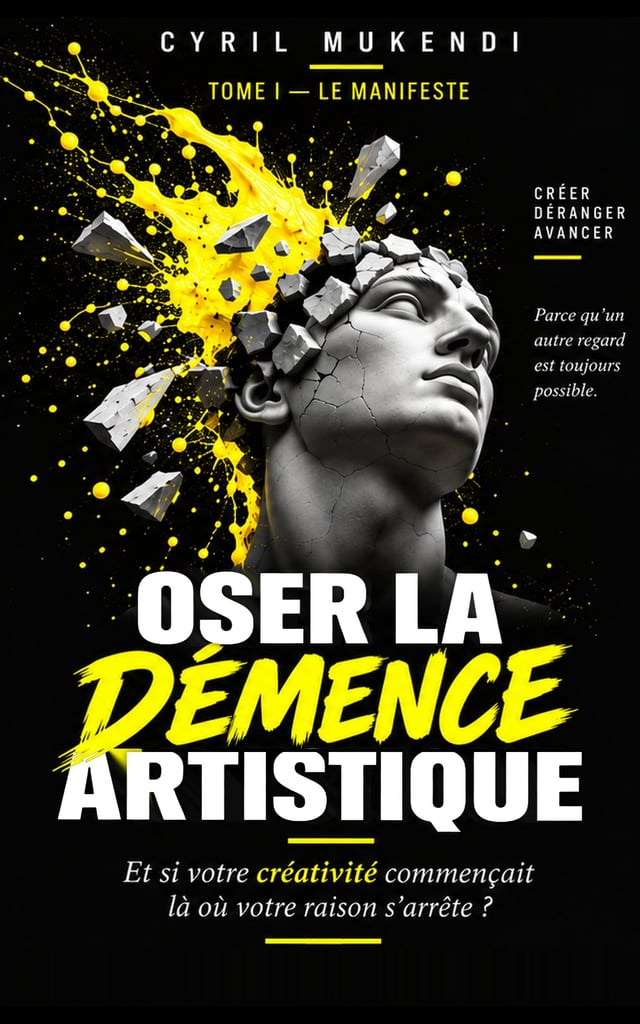 CYRIL MUKENDI
TOME I — LE MANIFESTE
CRÉER
DÉRANGER
AVANCER
Parce qu'un
autre regard
est toujours
possible.
OSER LA
DÉMENCE
ARTISTIQUE
Et si votre créativité commençait
là où votre raison s'arrête ?